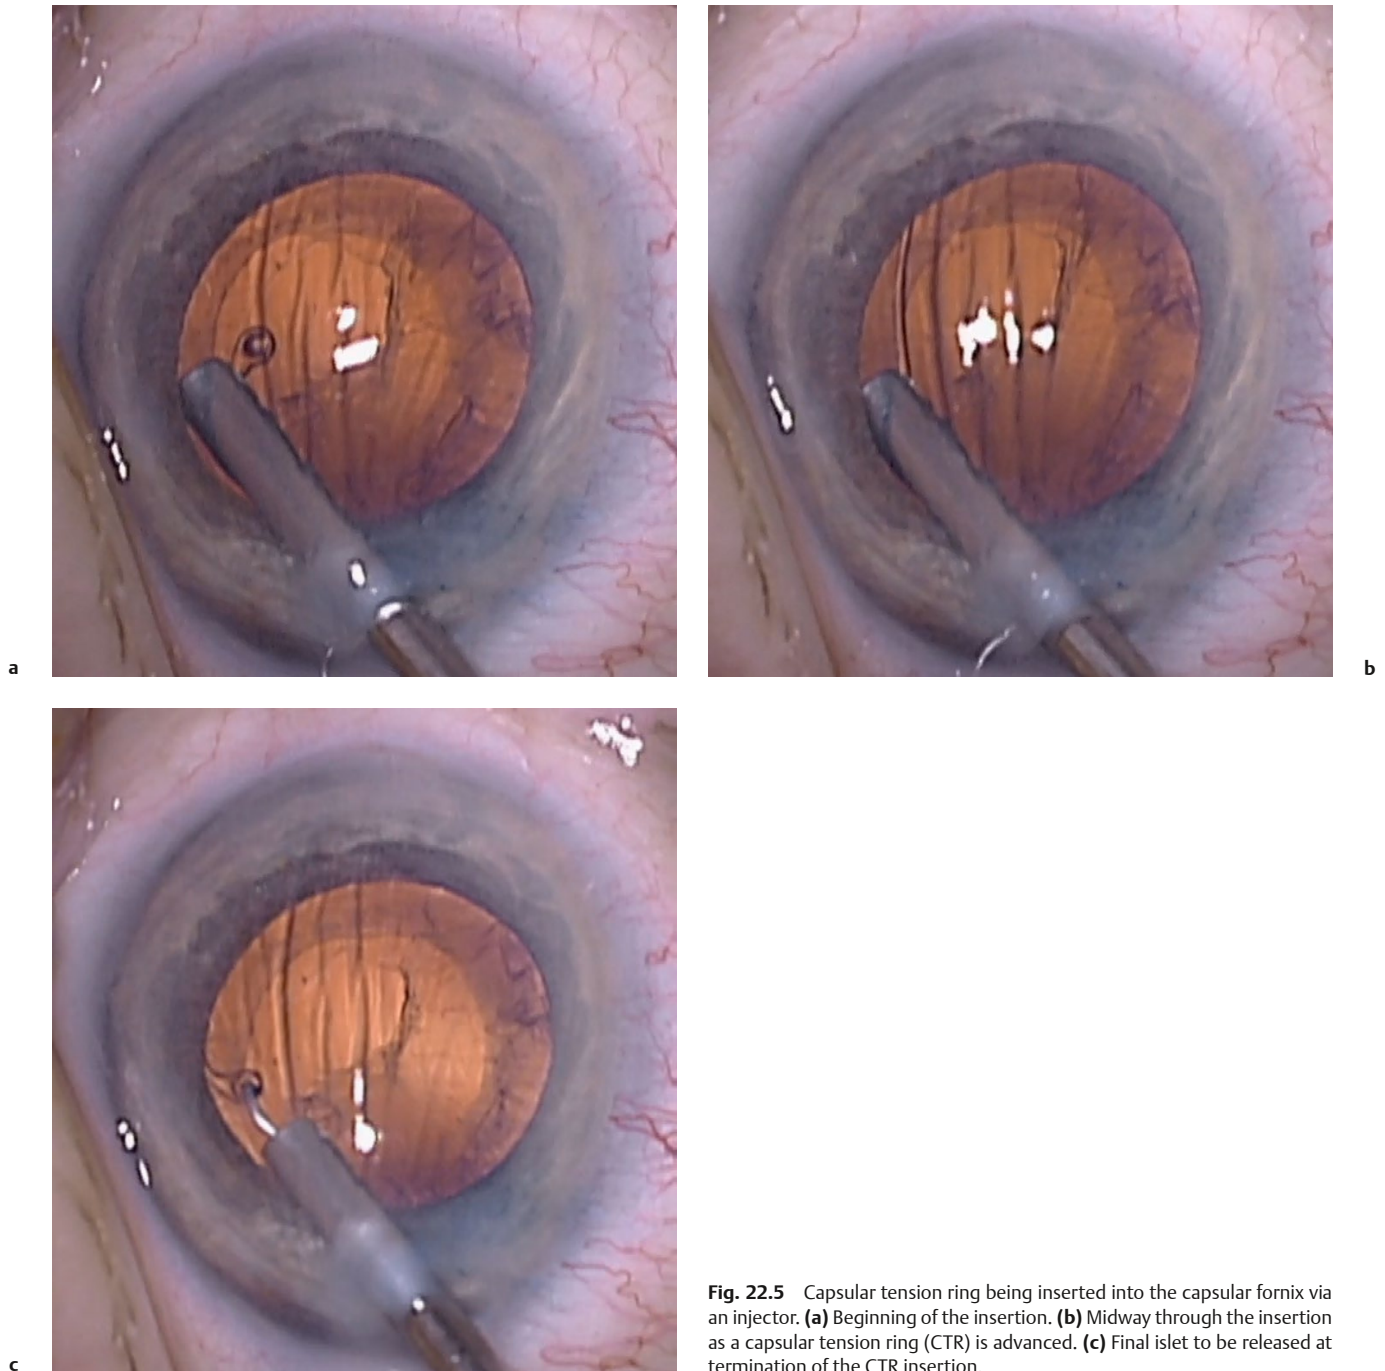 a
b
c
Fig. 22.5 Capsular tension ring being inserted into the capsular fornix via
an injector. (a) Beginning of the insertion. (b) Midway through the insertion
as a capsular tension ring (CTR) is advanced. (c) Final islet to be released at
termination of the CTR insertion.